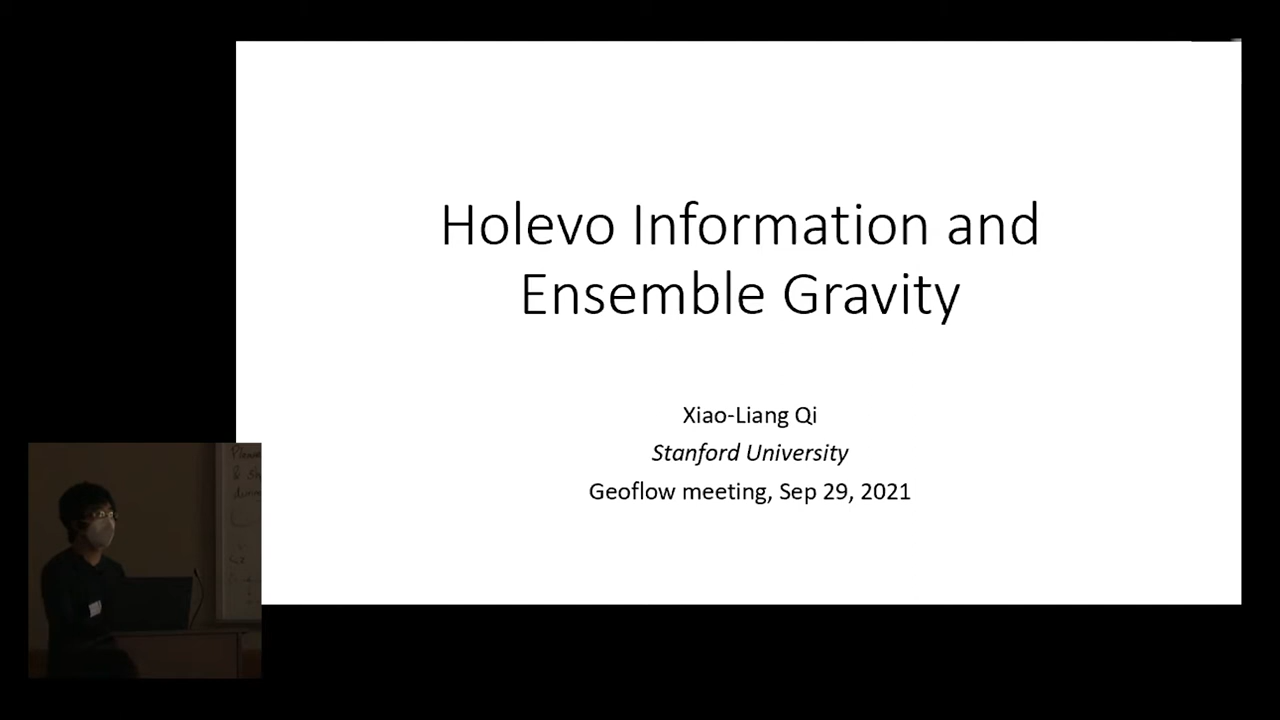 Holevo Information and
Ensemble Gravity
Xiao-Liang Qi
Stanford University
Geoflow meeting, Sep 29, 2021